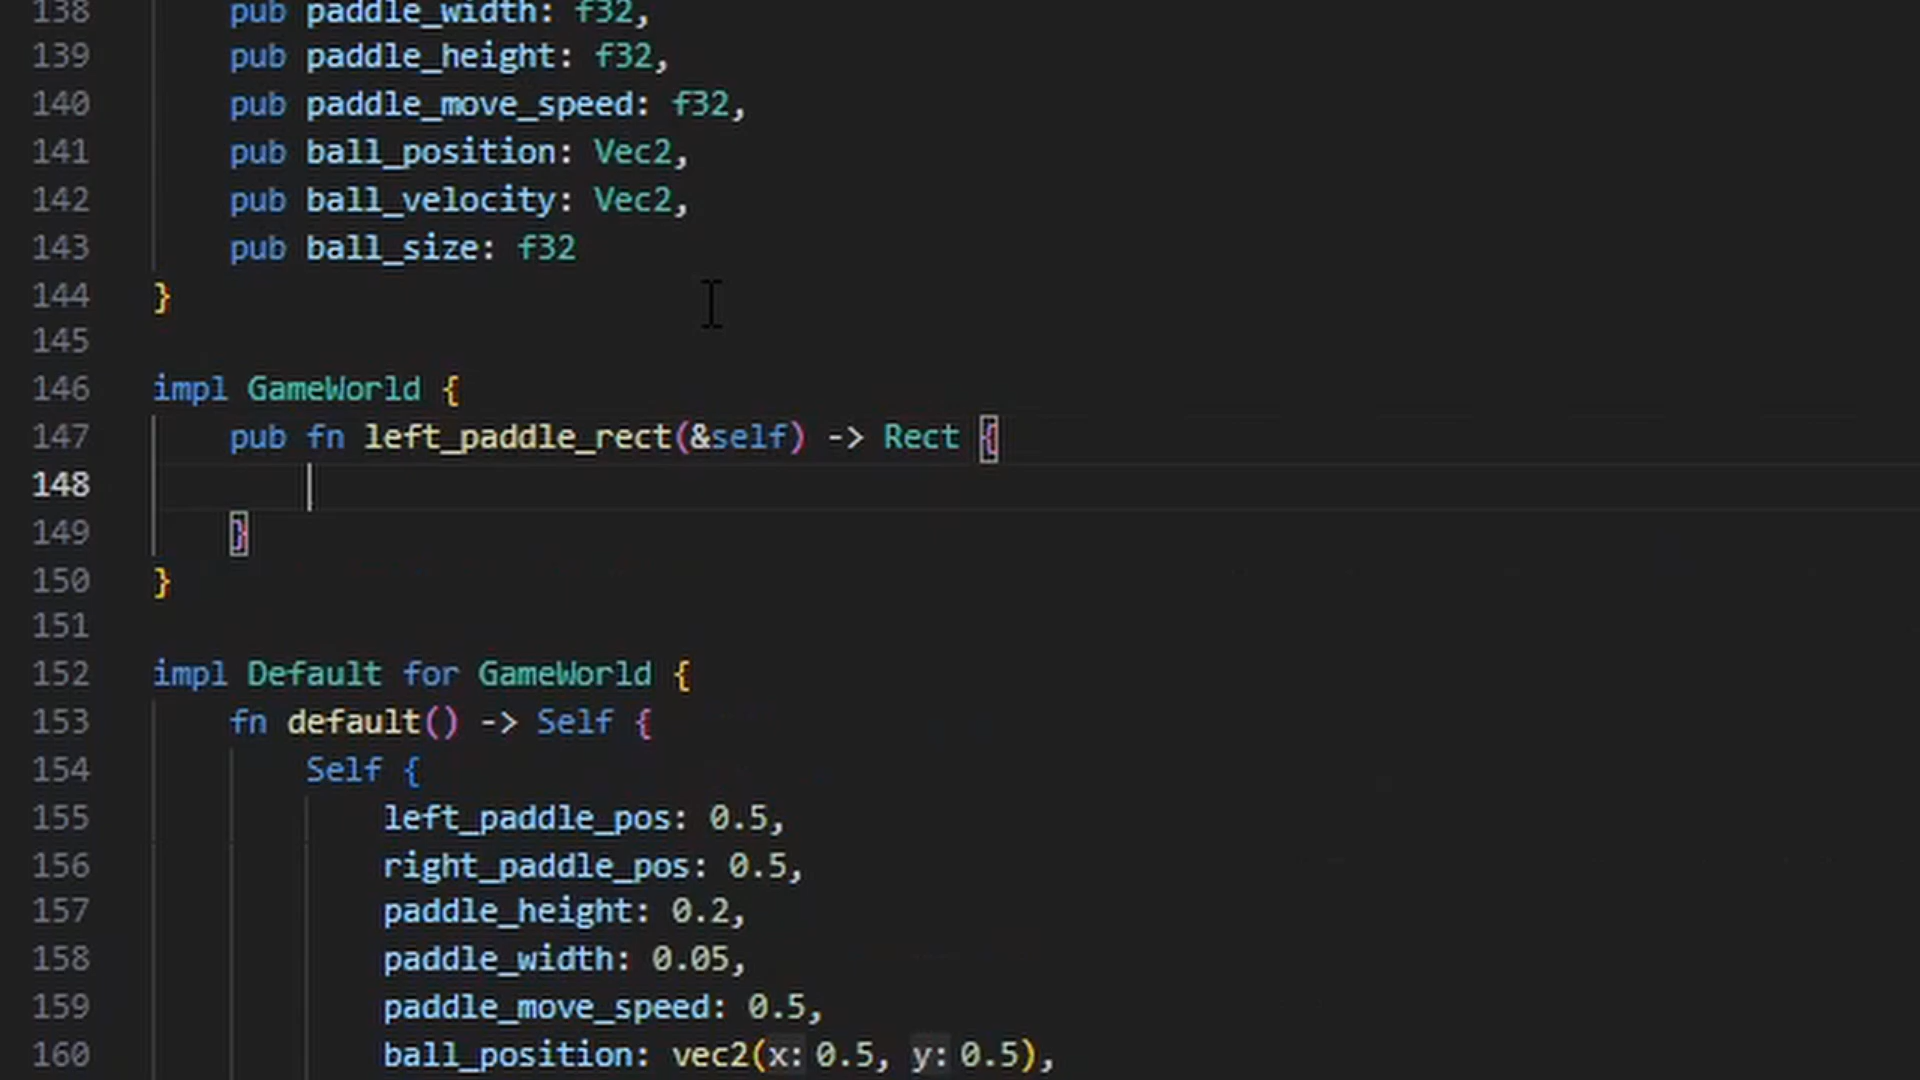 138 pub paddle_width: f32,
139 pub paddle_height: f32,
140 pub paddle_move_speed: f32,
141 pub ball_position: Vec2,
142 pub ball_velocity: Vec2,
143 pub ball_size: f32
144 }
145
146 impl GameWorld {
147 pub fn left_paddle_rect(&self) -> Rect {
148
149 }
150 }
151
152 impl Default for GameWorld {
153 fn default() -> Self {
154 Self {
155 left_paddle_pos: 0.5,
156 right_paddle_pos: 0.5,
157 paddle_height: 0.2,
158 paddle_width: 0.05,
159 paddle_move_speed: 0.5,
160 ball_position: vec2(x: 0.5, y: 0.5),